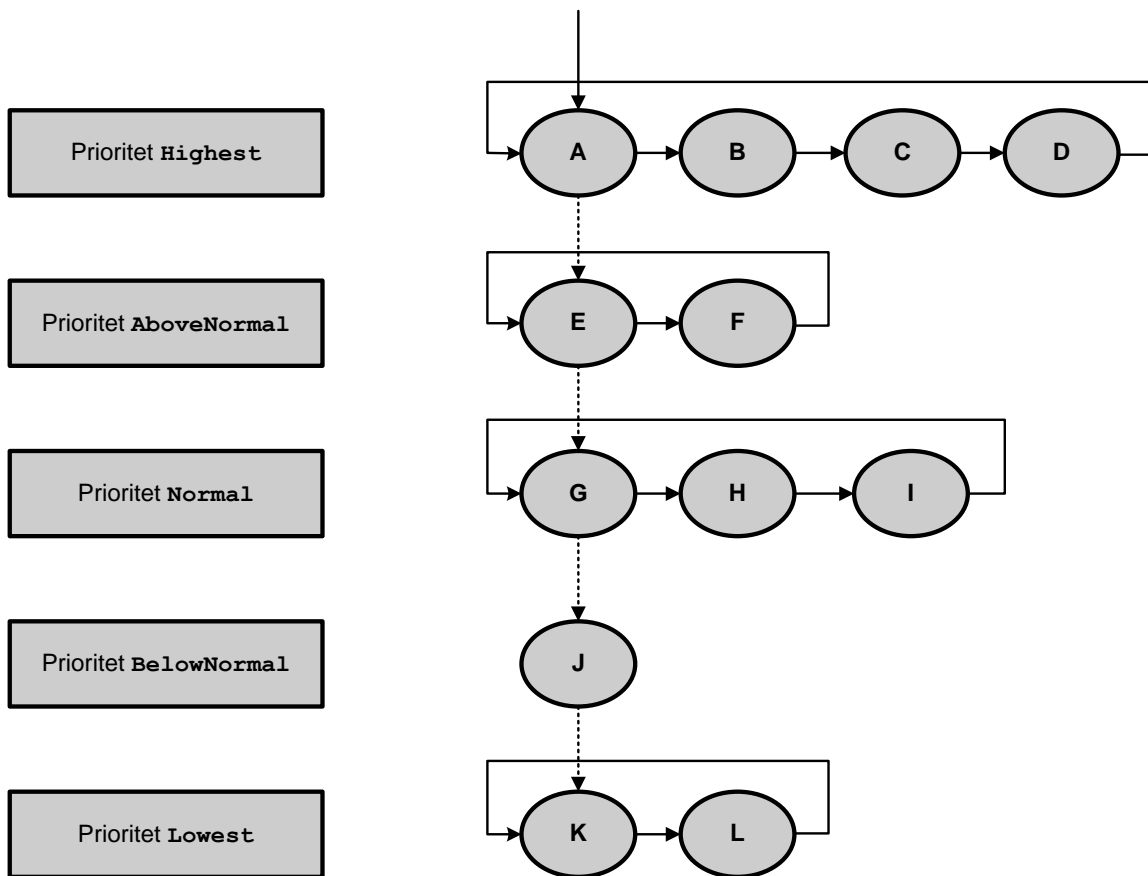 Prioritet Highest
A
B
C
D
Prioritet AboveNormal
E
F
Prioritet Normal
G
H
I
Prioritet BelowNormal
J
Prioritet Lowest
K
L